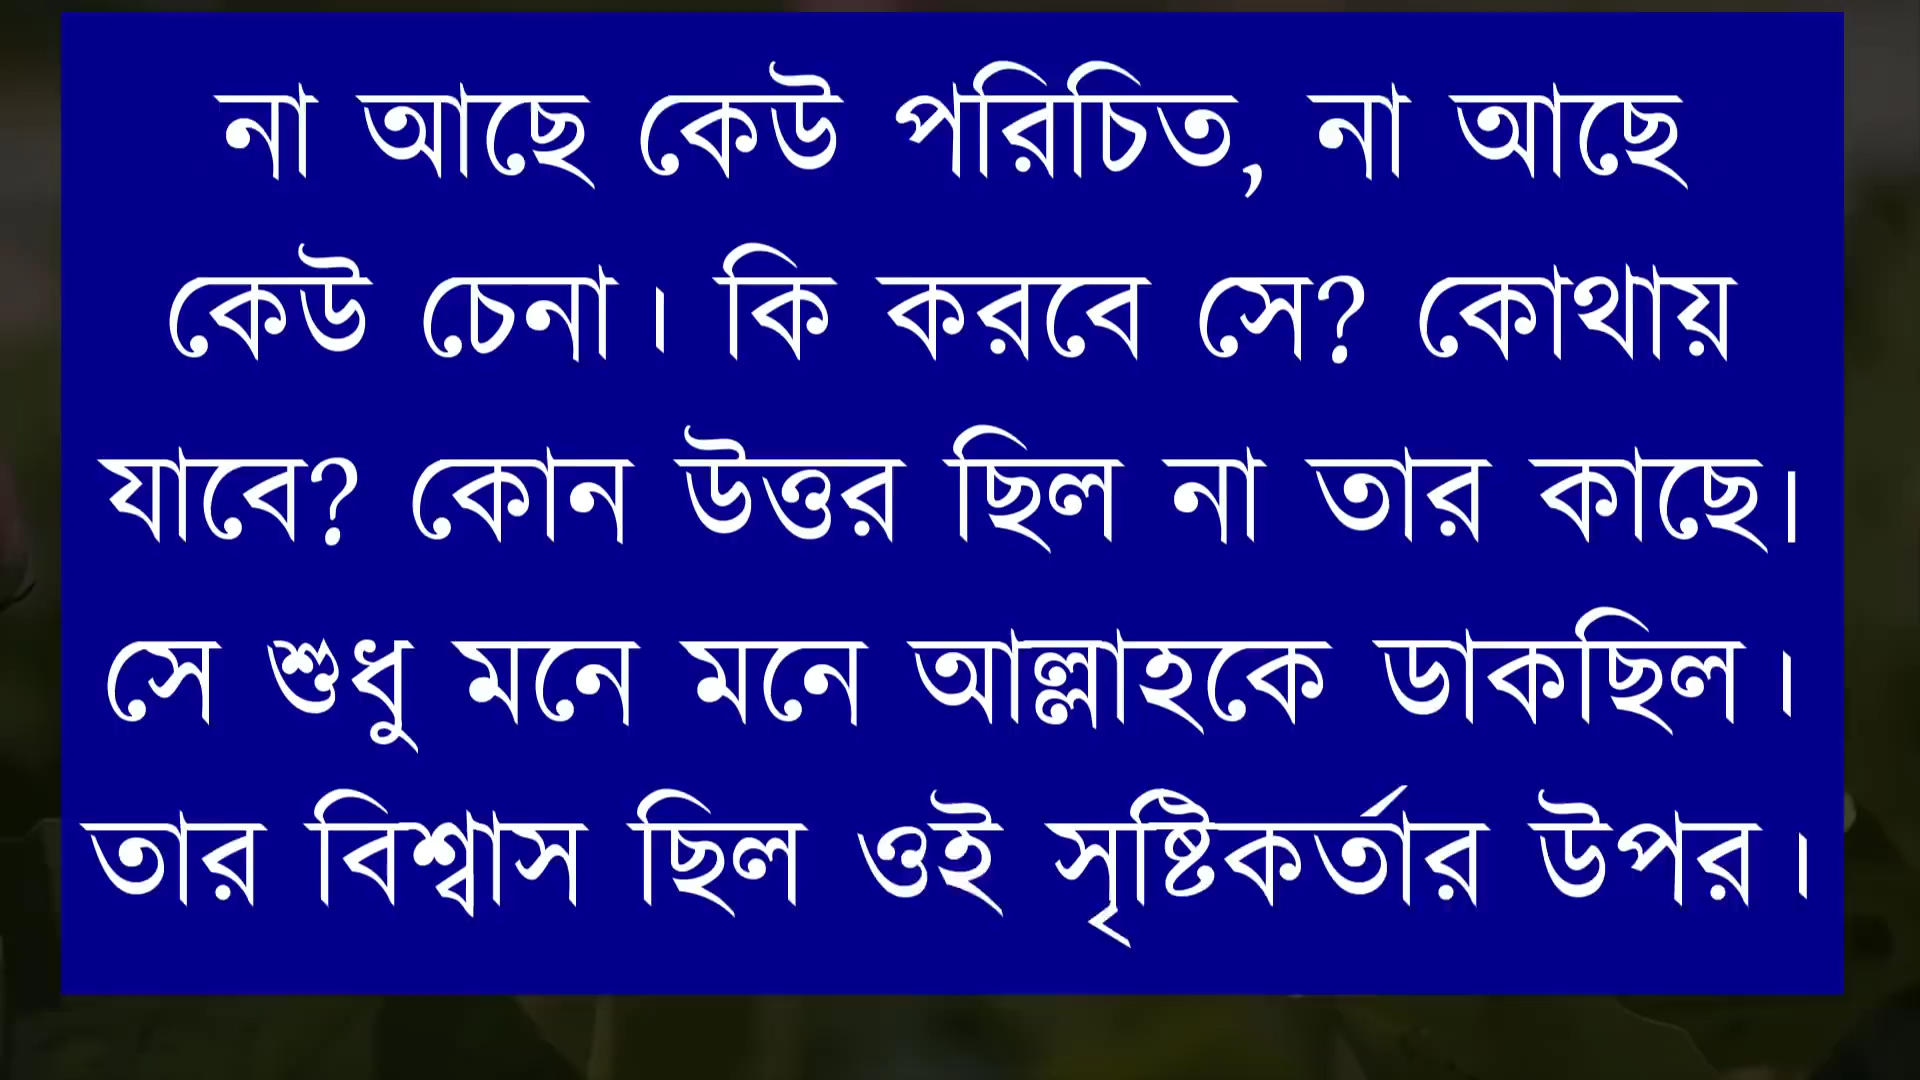 না আছে কেউ পরিচিত, না আছে
কেউ চেনা। কি করবে সে? কোথায়
যাবে? কোন উত্তর ছিল না তার কাছে।
সে শুধু মনে মনে আল্লাহকে ডাকছিল।
তার বিশ্বাস ছিল ওই সৃষ্টিকর্তার উপর।